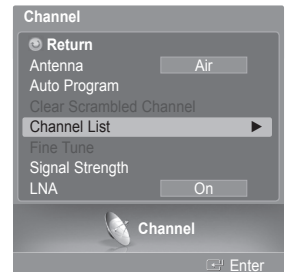 Channel
Return
Antenna Air
Auto Program
Clear Scrambled Channel
Channel List
Fine Tune
Signal Strength
LNA On
Channel
Enter